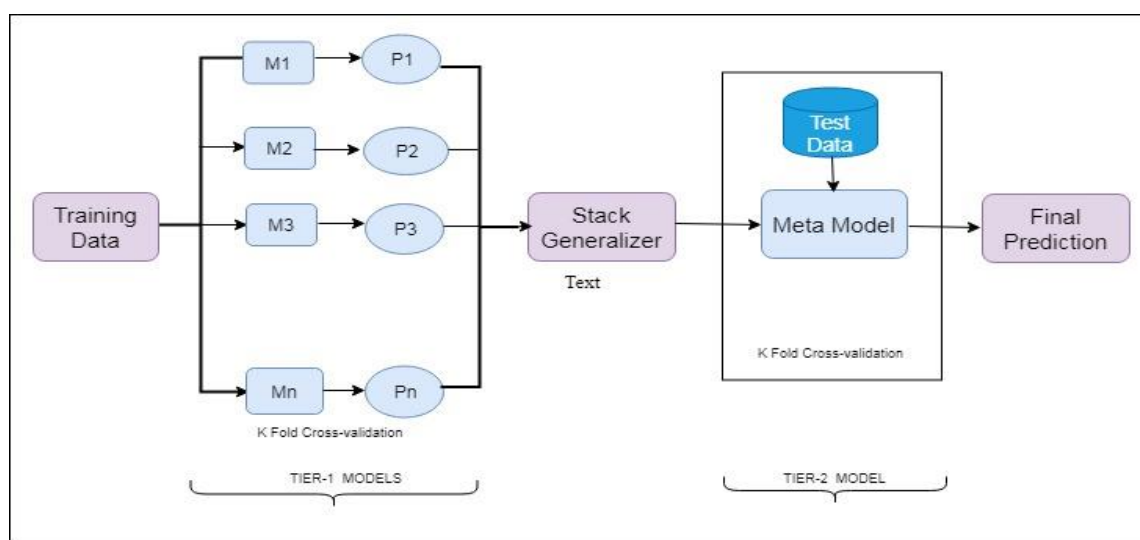 M1
P1
M2
P2
M3
P3
Mn
Pn
Training
Data
K Fold Cross-validation
TIER-1 MODELS
Stack
Generalizer
Text
Test
Data
Meta Model
K Fold Cross-validation
TIER-2 MODEL
Final
Prediction